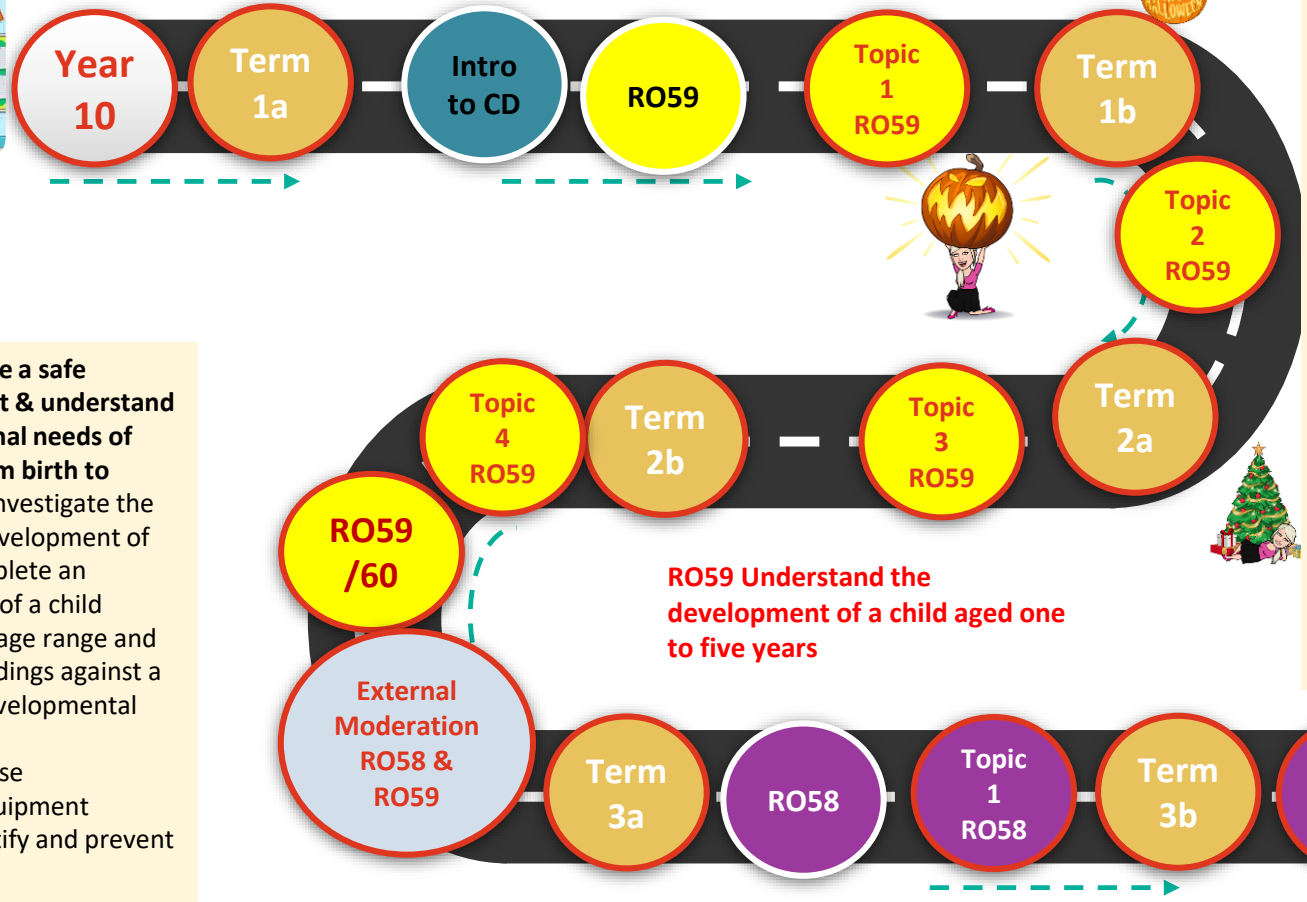 HALLOWEEN
Year
10
Term
1a
Intro
to CD
RO59
Topic
1
RO59
Term
1b
Topic
2
RO59
Term
2a
Topic
3
RO59
Term
2b
Topic
4
RO59
RO59
/60
e a safe
t & understand
nal needs of
m birth to
nvestigate the
velopment of
plete an
of a child
age range and
dings against a
evelopmental
se
uipment
tify and prevent
RO59 Understand the
development of a child aged one
to five years
External
Moderation
RO58 &
RO59
Term
3a
RO58
Topic
1
RO58
Term
3b